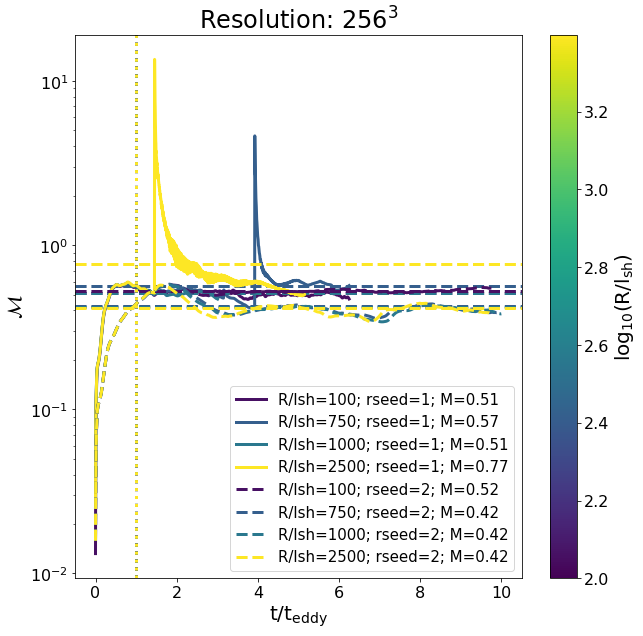 Resolution: 256³
10¹
10⁰
10⁻¹
10⁻²
ℳ
0 2 4 6 8 10
t/t_eddy
R/lsh=100; rseed=1; M=0.51
R/lsh=750; rseed=1; M=0.57
R/lsh=1000; rseed=1; M=0.51
R/lsh=2500; rseed=1; M=0.77
R/lsh=100; rseed=2; M=0.52
R/lsh=750; rseed=2; M=0.42
R/lsh=1000; rseed=2; M=0.42
R/lsh=2500; rseed=2; M=0.42
3.2
3.0
2.8
2.6
2.4
2.2
2.0
log₁₀(R/l_sh)